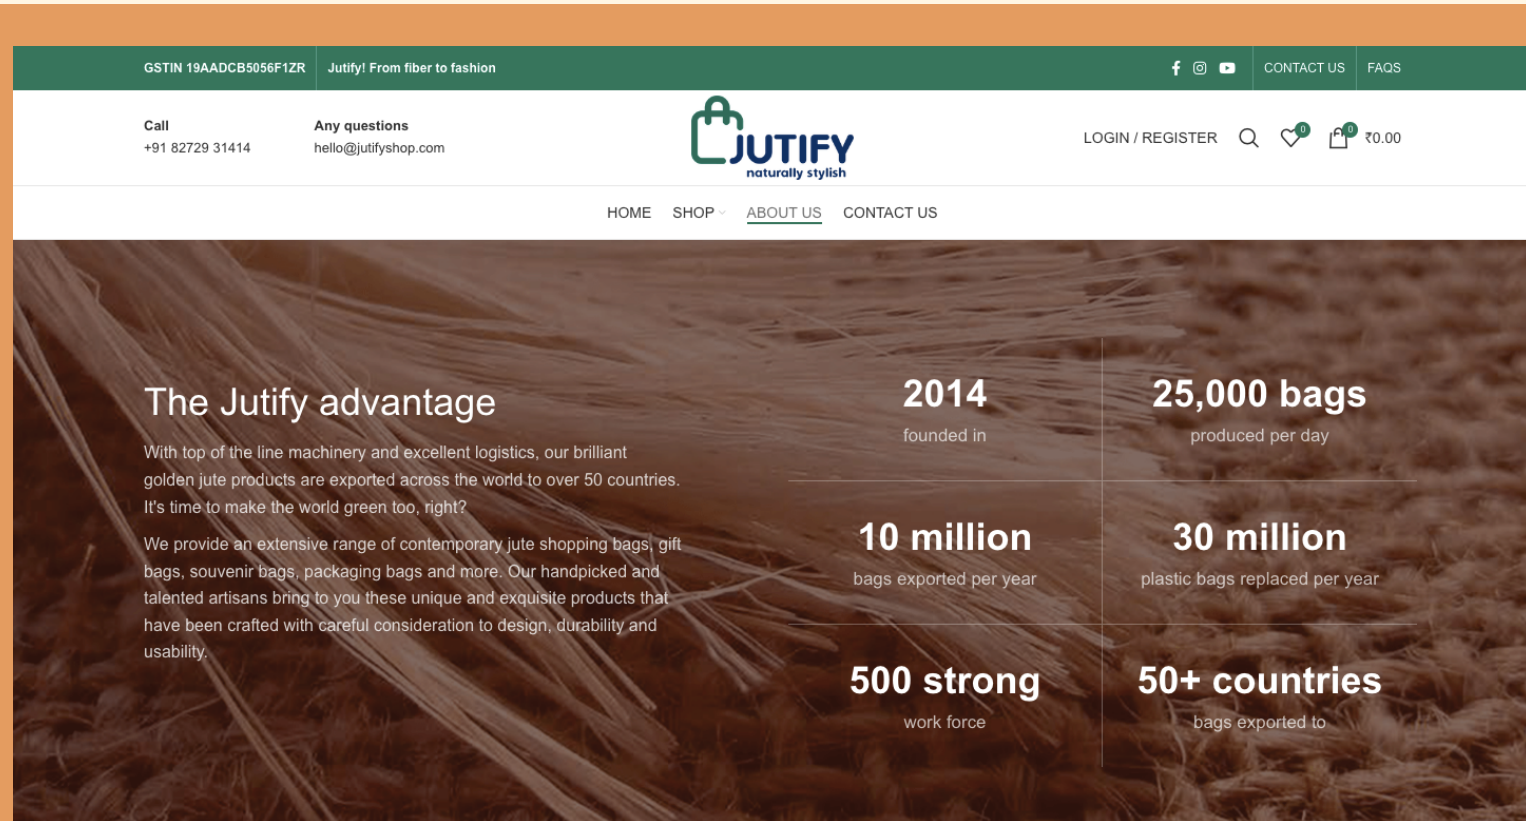 GSTIN 19AADCB5056F1ZR
Jutify! From fiber to fashion
CONTACT US
FAQS
Call
+91 82729 31414
Any questions
hello@jutifyshop.com
JUTIFY
naturally stylish
LOGIN / REGISTER
0
0
₹0.00
HOME
SHOP
ABOUT US
CONTACT US
The Jutify advantage
With top of the line machinery and excellent logistics, our brilliant
golden jute products are exported across the world to over 50 countries.
It's time to make the world green too, right?
We provide an extensive range of contemporary jute shopping bags, gift
bags, souvenir bags, packaging bags and more. Our handpicked and
talented artisans bring to you these unique and exquisite products that
have been crafted with careful consideration to design, durability and
usability.
2014
founded in
25,000 bags
produced per day
10 million
bags exported per year
30 million
plastic bags replaced per year
500 strong
work force
50+ countries
bags exported to